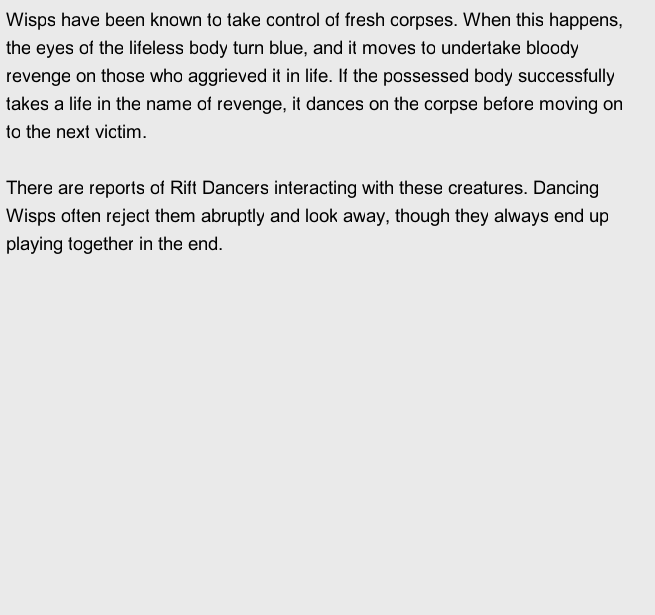 Wisps have been known to take control of fresh corpses. When this happens,
the eyes of the lifeless body turn blue, and it moves to undertake bloody
revenge on those who aggrieved it in life. If the possessed body successfully
takes a life in the name of revenge, it dances on the corpse before moving on
to the next victim.

There are reports of Rift Dancers interacting with these creatures. Dancing
Wisps often reject them abruptly and look away, though they always end up
playing together in the end.